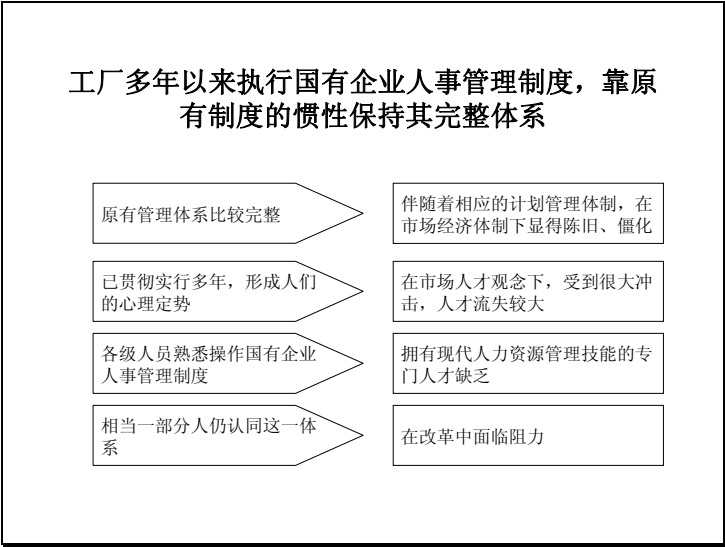 工厂多年以来执行国有企业人事管理制度，靠原
有制度的惯性保持其完整体系
原有管理体系比较完整
伴随着相应的计划管理体制，在
市场经济体制下显得陈旧、僵化
已贯彻实行多年，形成人们
的心理定势
在市场人才观念下，受到很大冲
击，人才流失较大
各级人员熟悉操作国有企业
人事管理制度
拥有现代人力资源管理技能的专
门人才缺乏
相当一部分人仍认同这一体
系
在改革中面临阻力